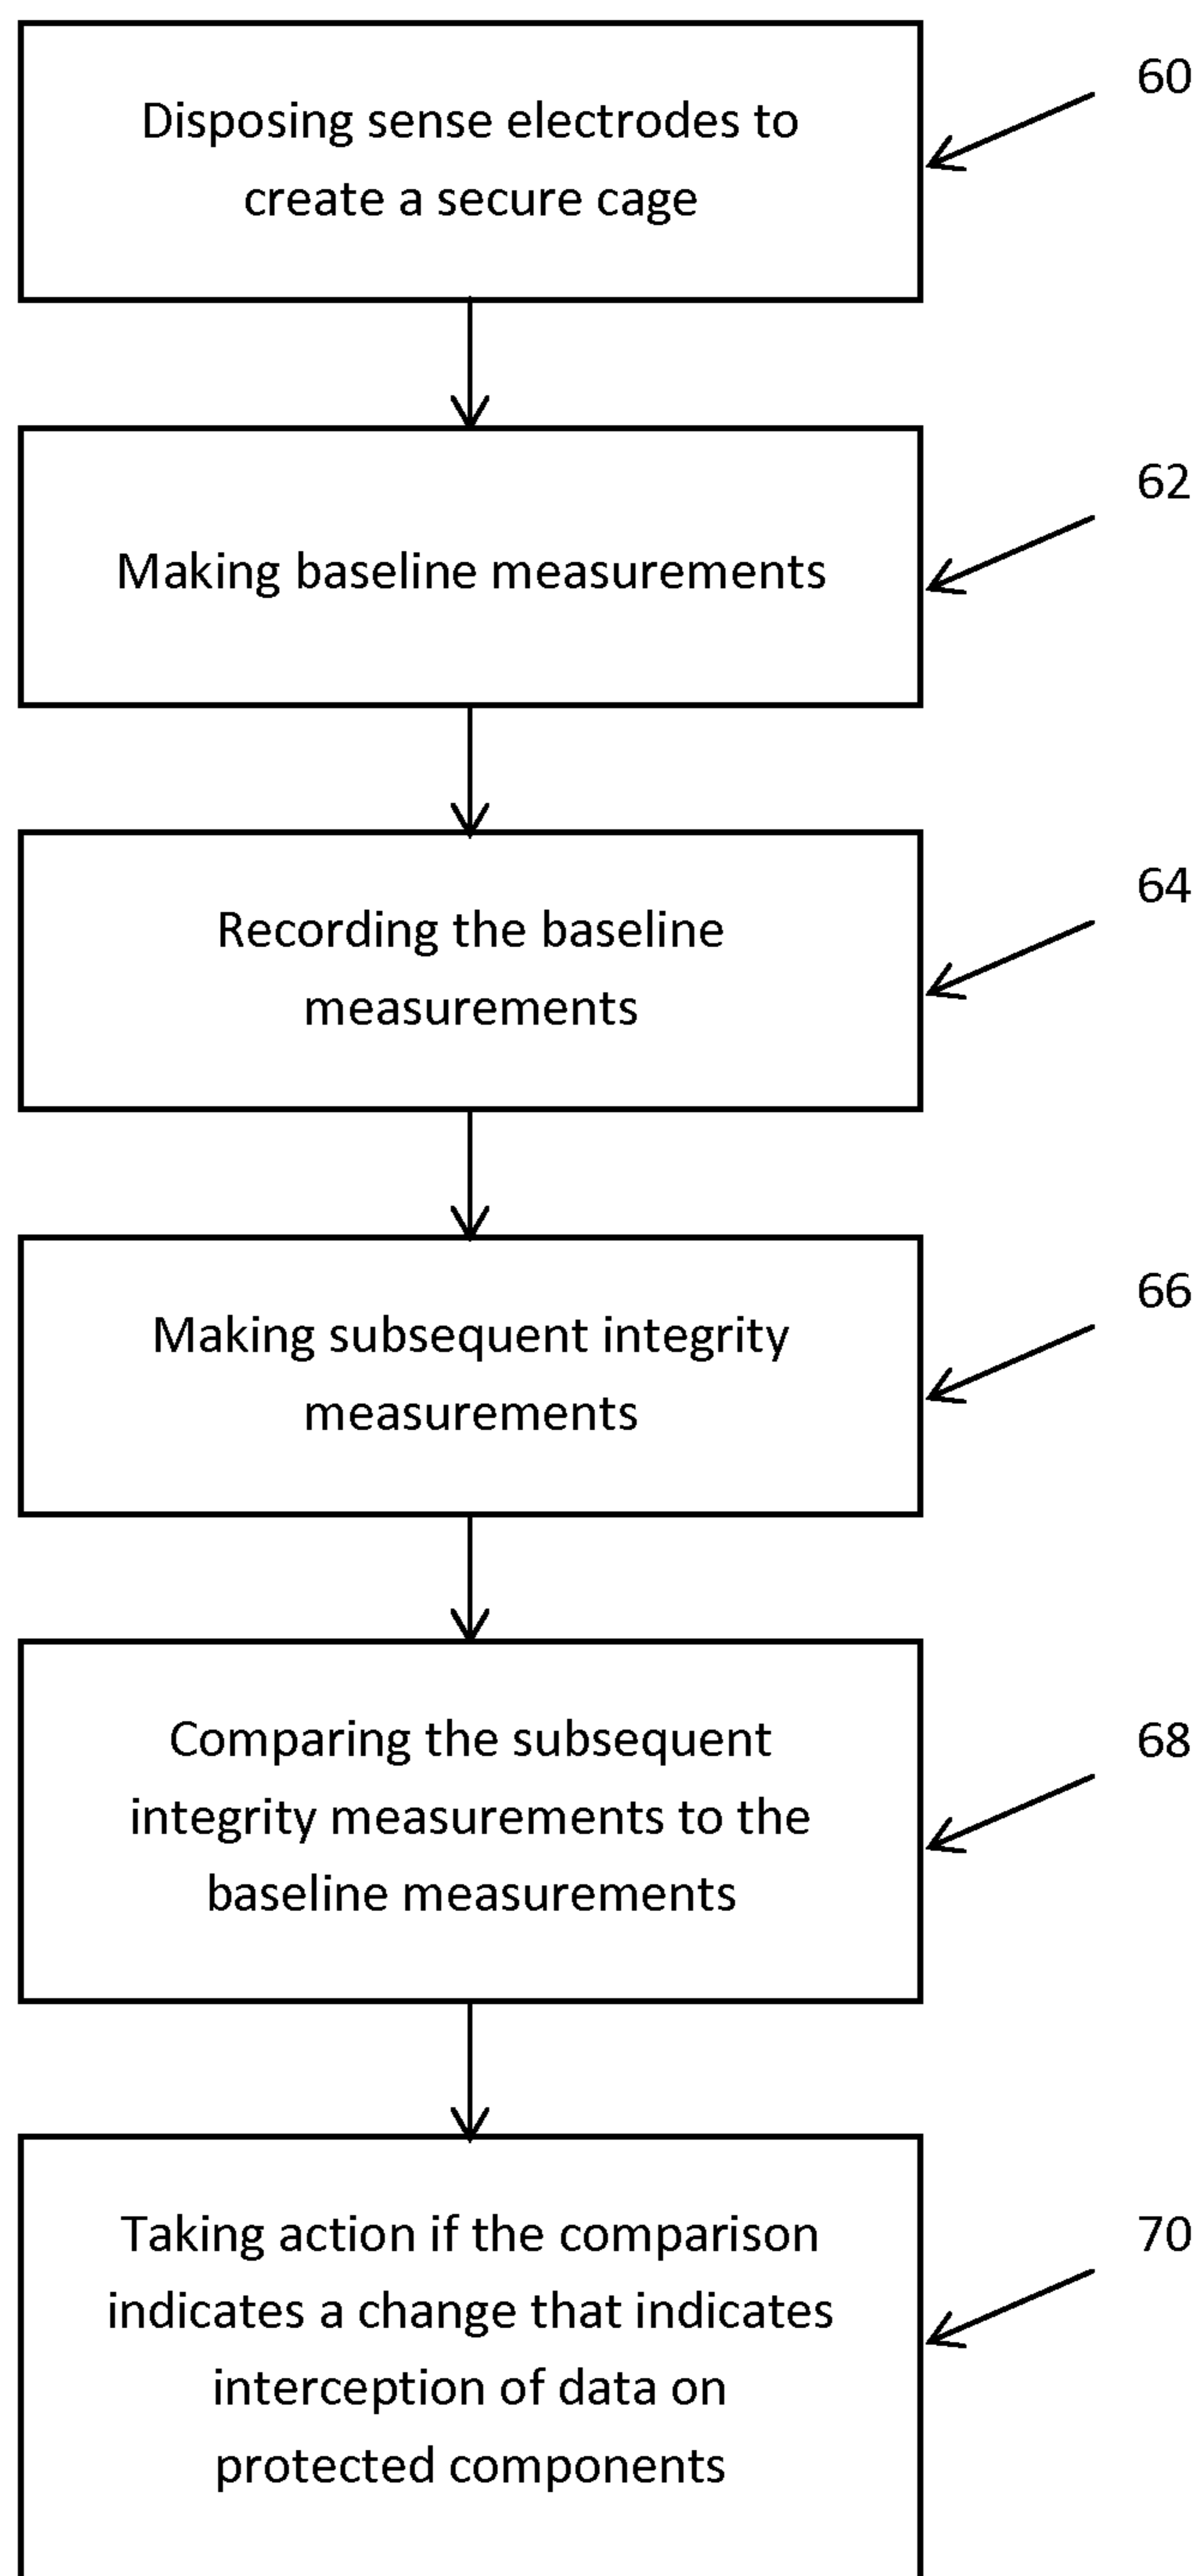 60
Disposing sense electrodes to
create a secure cage
62
Making baseline measurements
64
Recording the baseline
measurements
66
Making subsequent integrity
measurements
68
Comparing the subsequent
integrity measurements to the
baseline measurements
70
Taking action if the comparison
indicates a change that indicates
interception of data on
protected components